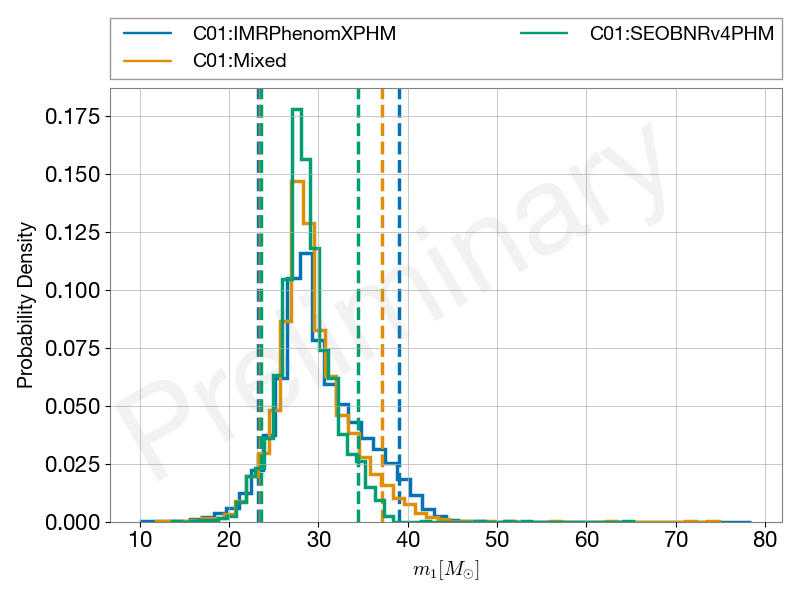 C01:IMRPhenomXPHM
C01:SEOBNRv4PHM
C01:Mixed
Preliminary
Probability Density
0.175
0.150
0.125
0.100
0.075
0.050
0.025
0.000
10 20 30 40 50 60 70 80
m₁[M☉]